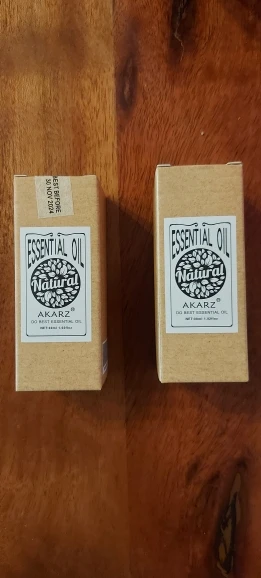 BEST BEFORE
30 NOV 2024
ESSENTIAL OIL
Natural
AKARZ®
DO BEST ESSENTIAL OIL
ESSENTIAL OIL
Natural
AKARZ®
DO BEST ESSENTIAL OIL